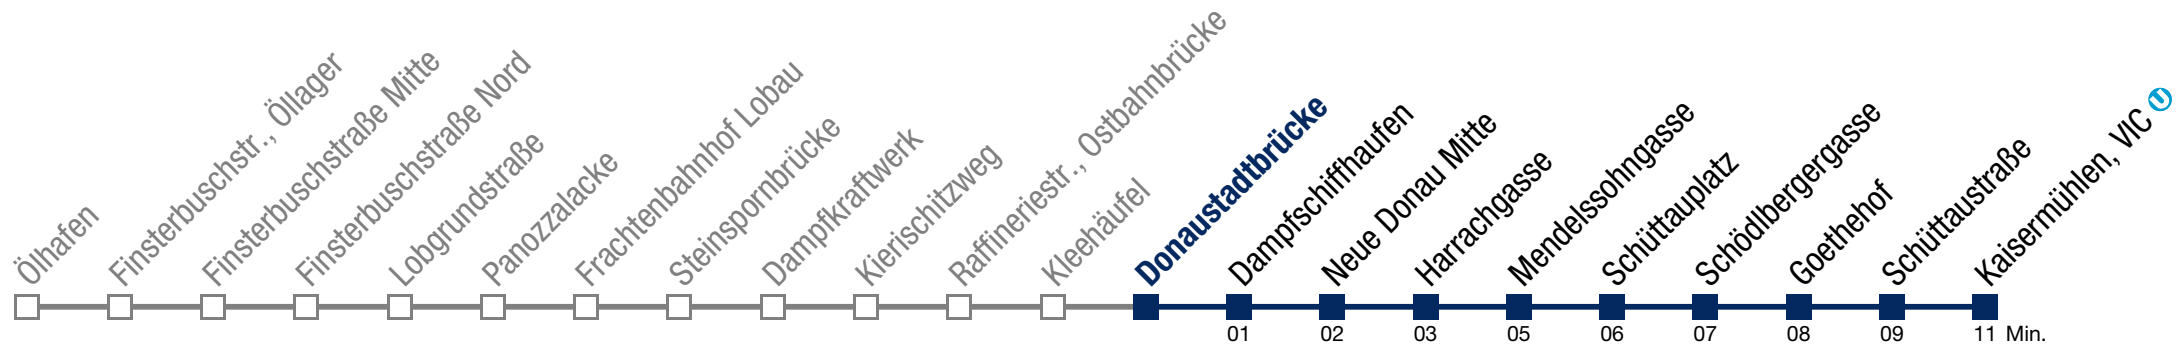 Ölhafen
Finsterbuschstr., Öllager
Finsterbuschstraße Mitte
Finsterbuschstraße Nord
Lobgrundstraße
Panozzalacke
Frachtenbahnhof Lobau
Steinspornbrücke
Dampfkraftwerk
Kierischitzweg
Raffineriestr., Ostbahnbrücke
Kleehäufel
Donaustadtbrücke
Dampfschiffhaufen
Neue Donau Mitte
Harrachgasse
Mendelssohngasse
Schüttauplatz
Schödlbergergasse
Goethehof
Schüttaustraße
Kaisermühlen, VIC U
01 02 03 05 06 07 08 09 11 Min.